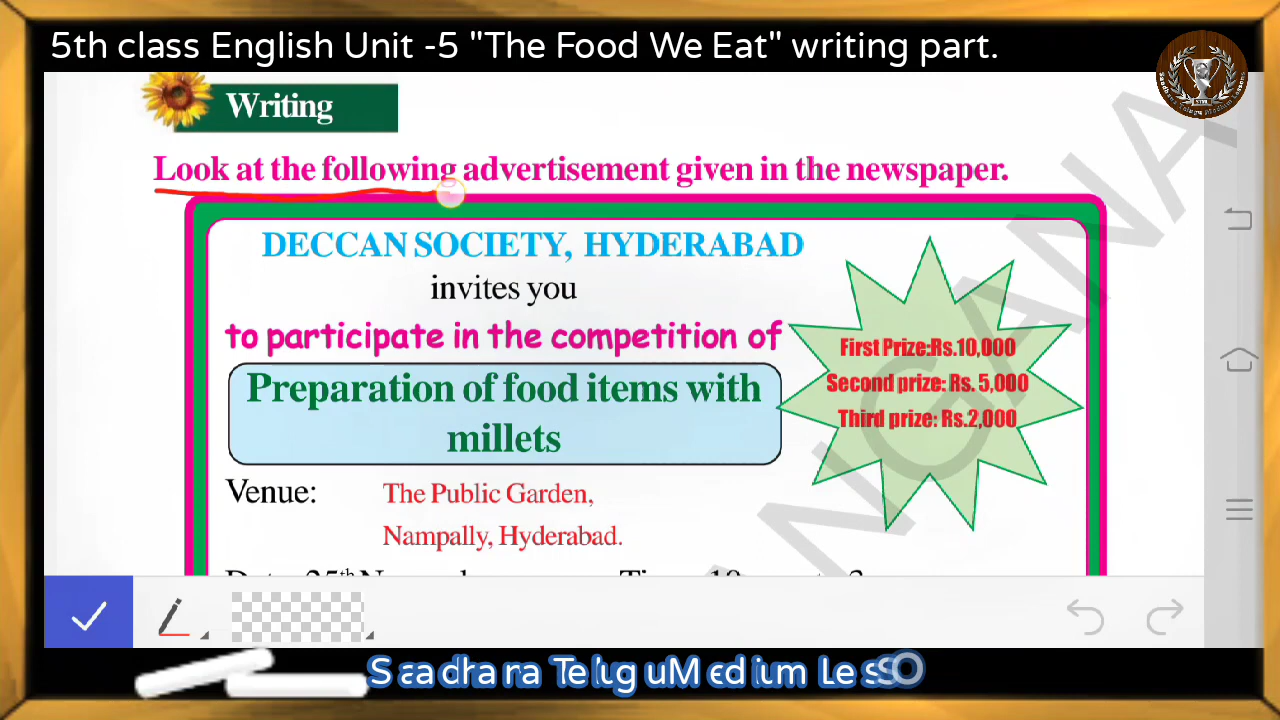 5th class English Unit -5 "The Food We Eat" writing part.
Writing
Look at the following advertisement given in the newspaper.
DECCAN SOCIETY, HYDERABAD
invites you
to participate in the competition of
Preparation of food items with
millets
First Prize:Rs.10,000
Second prize: Rs. 5,000
Third prize: Rs.2,000
Venue: The Public Garden,
Nampally, Hyderabad.
Saadhana Telugu Medium